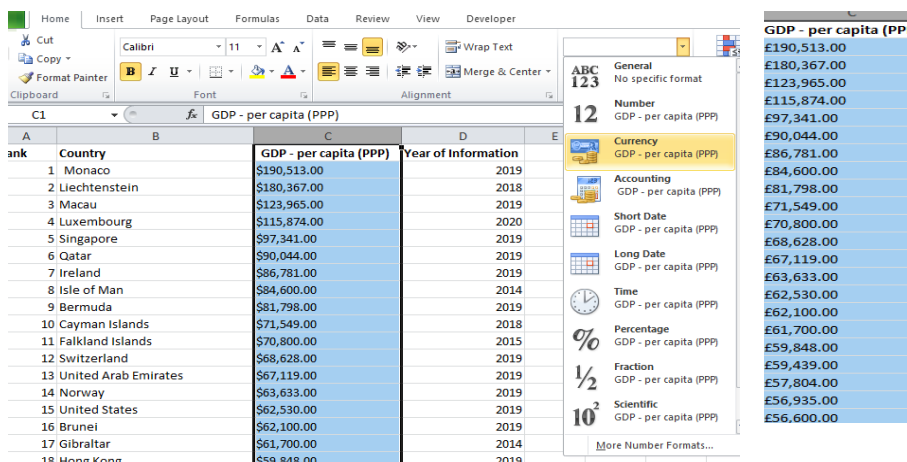 Home Insert Page Layout Formulas Data Review View Developer
Cut
Copy
Format Painter
Clipboard
Calibri 11 A A
B I U A
Font
Wrap Text
Merge & Center
Alignment
C1 fx GDP - per capita (PPP)
A B C D E
ank Country GDP - per capita (PPP) Year of Information
1 Monaco $190,513.00 2019
2 Liechtenstein $180,367.00 2018
3 Macau $123,965.00 2019
4 Luxembourg $115,874.00 2020
5 Singapore $97,341.00 2019
6 Qatar $90,044.00 2019
7 Ireland $86,781.00 2019
8 Isle of Man $84,600.00 2014
9 Bermuda $81,798.00 2019
10 Cayman Islands $71,549.00 2018
11 Falkland Islands $70,800.00 2015
12 Switzerland $68,628.00 2019
13 United Arab Emirates $67,119.00 2019
14 Norway $63,633.00 2019
15 United States $62,530.00 2019
16 Brunei $62,100.00 2019
17 Gibraltar $61,700.00 2014
18 Hong Kong $59,848.00 2019
ABC 123 General
No specific format
12 Number
GDP - per capita (PPP)
Currency
GDP - per capita (PPP)
Accounting
GDP - per capita (PPP)
Short Date
GDP - per capita (PPP)
Long Date
GDP - per capita (PPP)
Time
GDP - per capita (PPP)
% Percentage
GDP - per capita (PPP)
1/2 Fraction
GDP - per capita (PPP)
10² Scientific
GDP - per capita (PPP)
More Number Formats...
C
GDP - per capita (PP
£190,513.00
£180,367.00
£123,965.00
£115,874.00
£97,341.00
£90,044.00
£86,781.00
£84,600.00
£81,798.00
£71,549.00
£70,800.00
£68,628.00
£67,119.00
£63,633.00
£62,530.00
£62,100.00
£61,700.00
£59,848.00
£59,439.00
£57,804.00
£56,935.00
£56,600.00